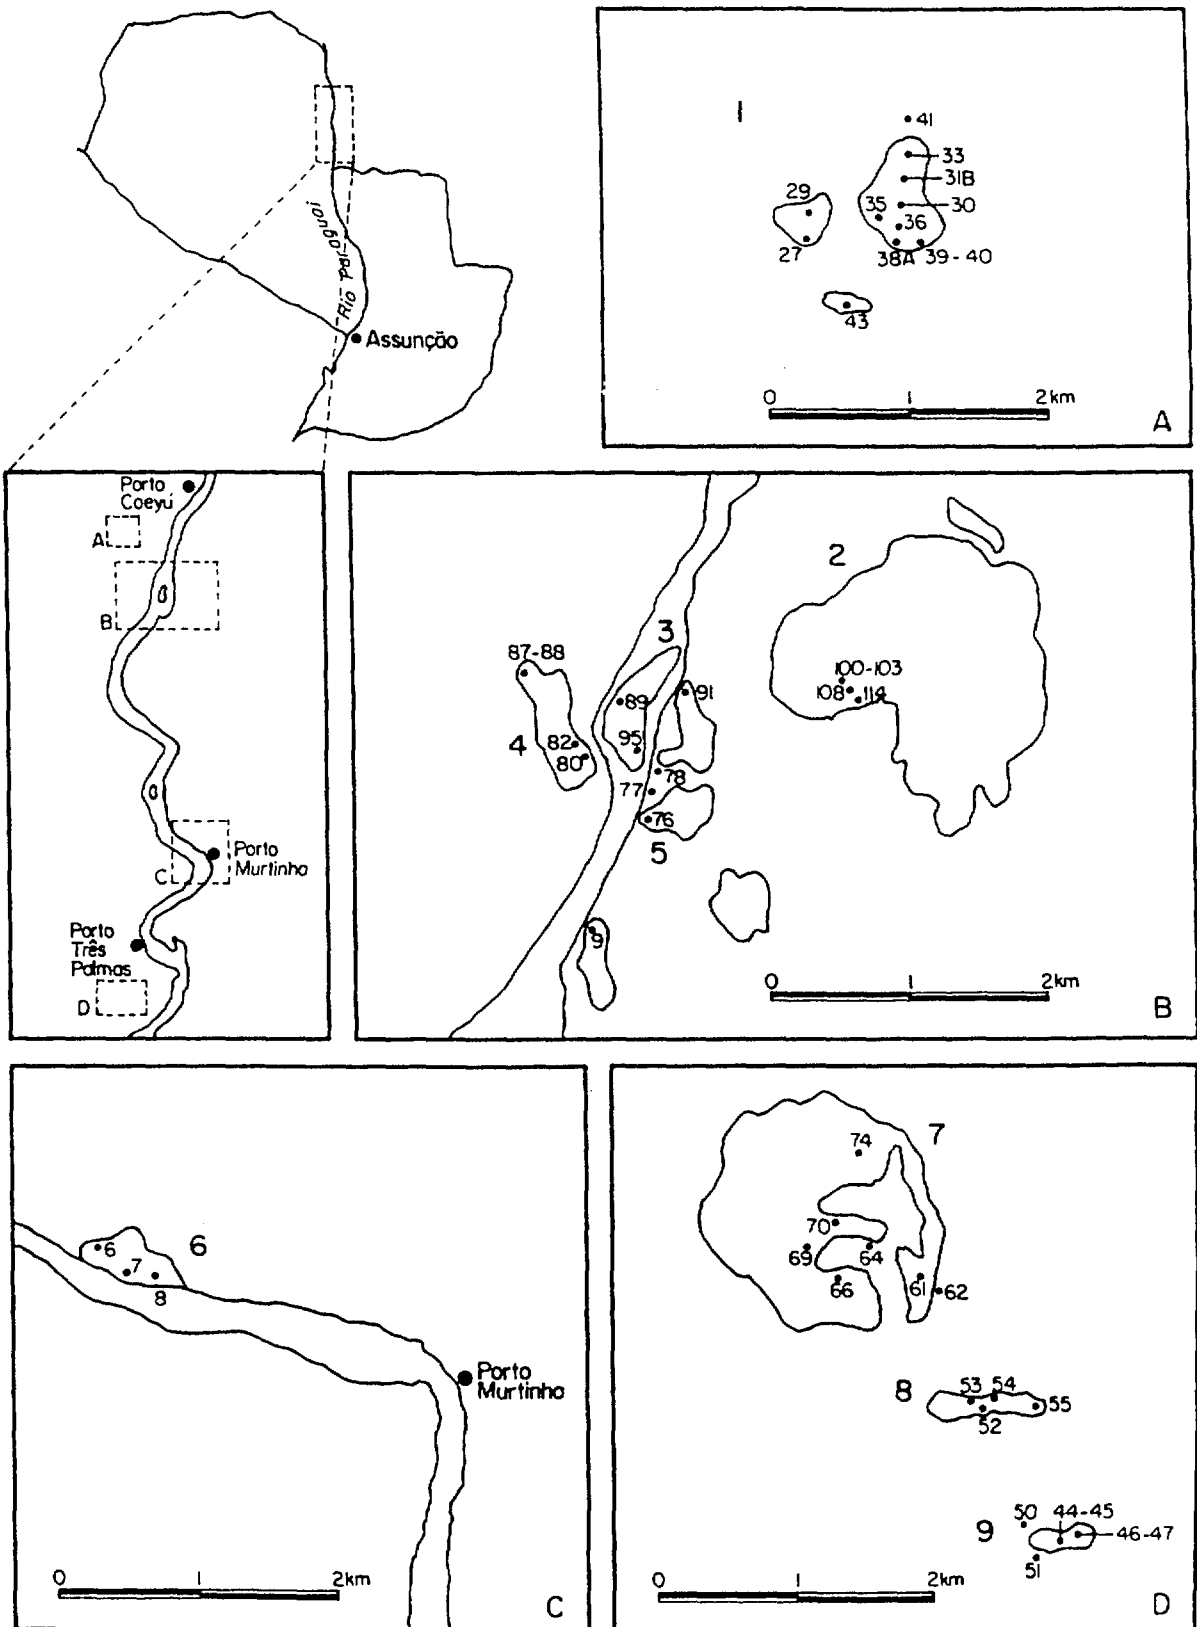 Rio Paraguai
Assunção
1
41
33
31B
29
35
30
36
27
38A
39-40
43
0 1 2km
A
Porto
Coeyú
A
B
C
Porto
Murtinho
Porto
Três
Palmas
D
2
3
87-88
100-103
91
108
114
89
4
82
95
80
78
77
76
5
9
0 1 2km
B
6
6
7
8
Porto
Murtinho
0 1 2km
C
74
7
70
69
64
66
61
62
8
53
54
55
52
50
44-45
9
46-47
51
0 1 2km
D